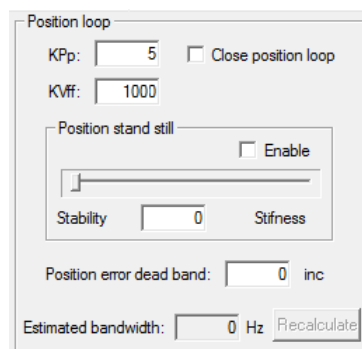 Position loop
KPp: 5 Close position loop
KVff: 1000
Position stand still
Enable
Stability 0 Stifness
Position error dead band: 0 inc
Estimated bandwidth: 0 Hz Recalculate